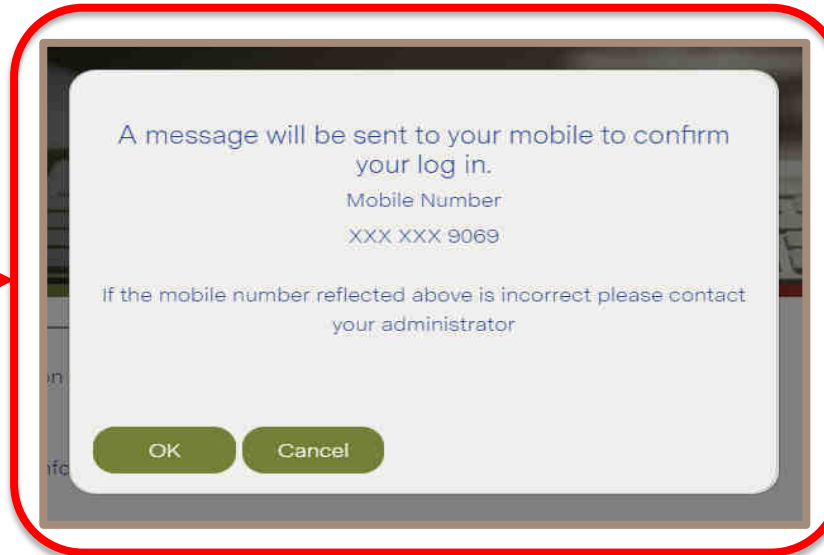 A message will be sent to your mobile to confirm
your log in.
Mobile Number
XXX XXX 9069
If the mobile number reflected above is incorrect please contact
your administrator
on
OK Cancel